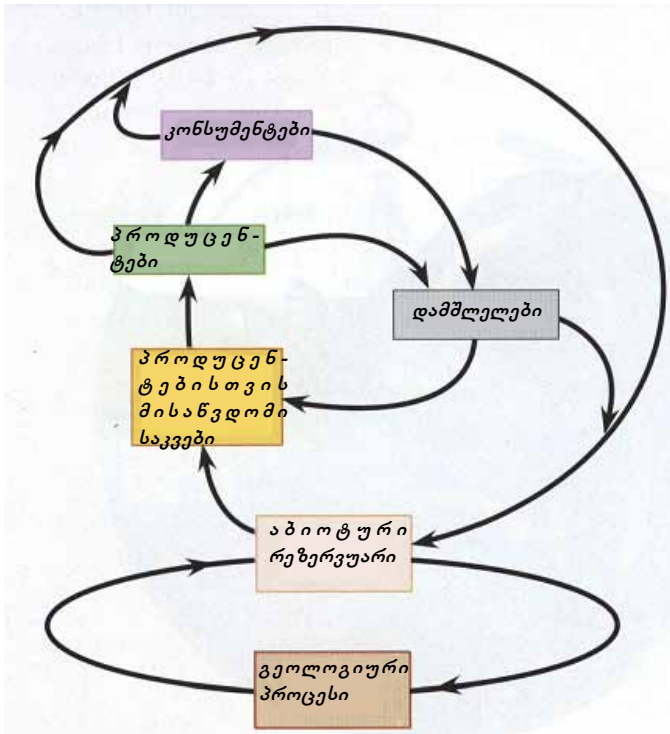 კონსუმენტები
პროდუცენ-
ტები
დამშლელები
პროდუცენ-
ტებისთვის
მისაწვდომი
საკვები
აბიოტური
რეზერვუარი
გეოლოგიური
პროცესი